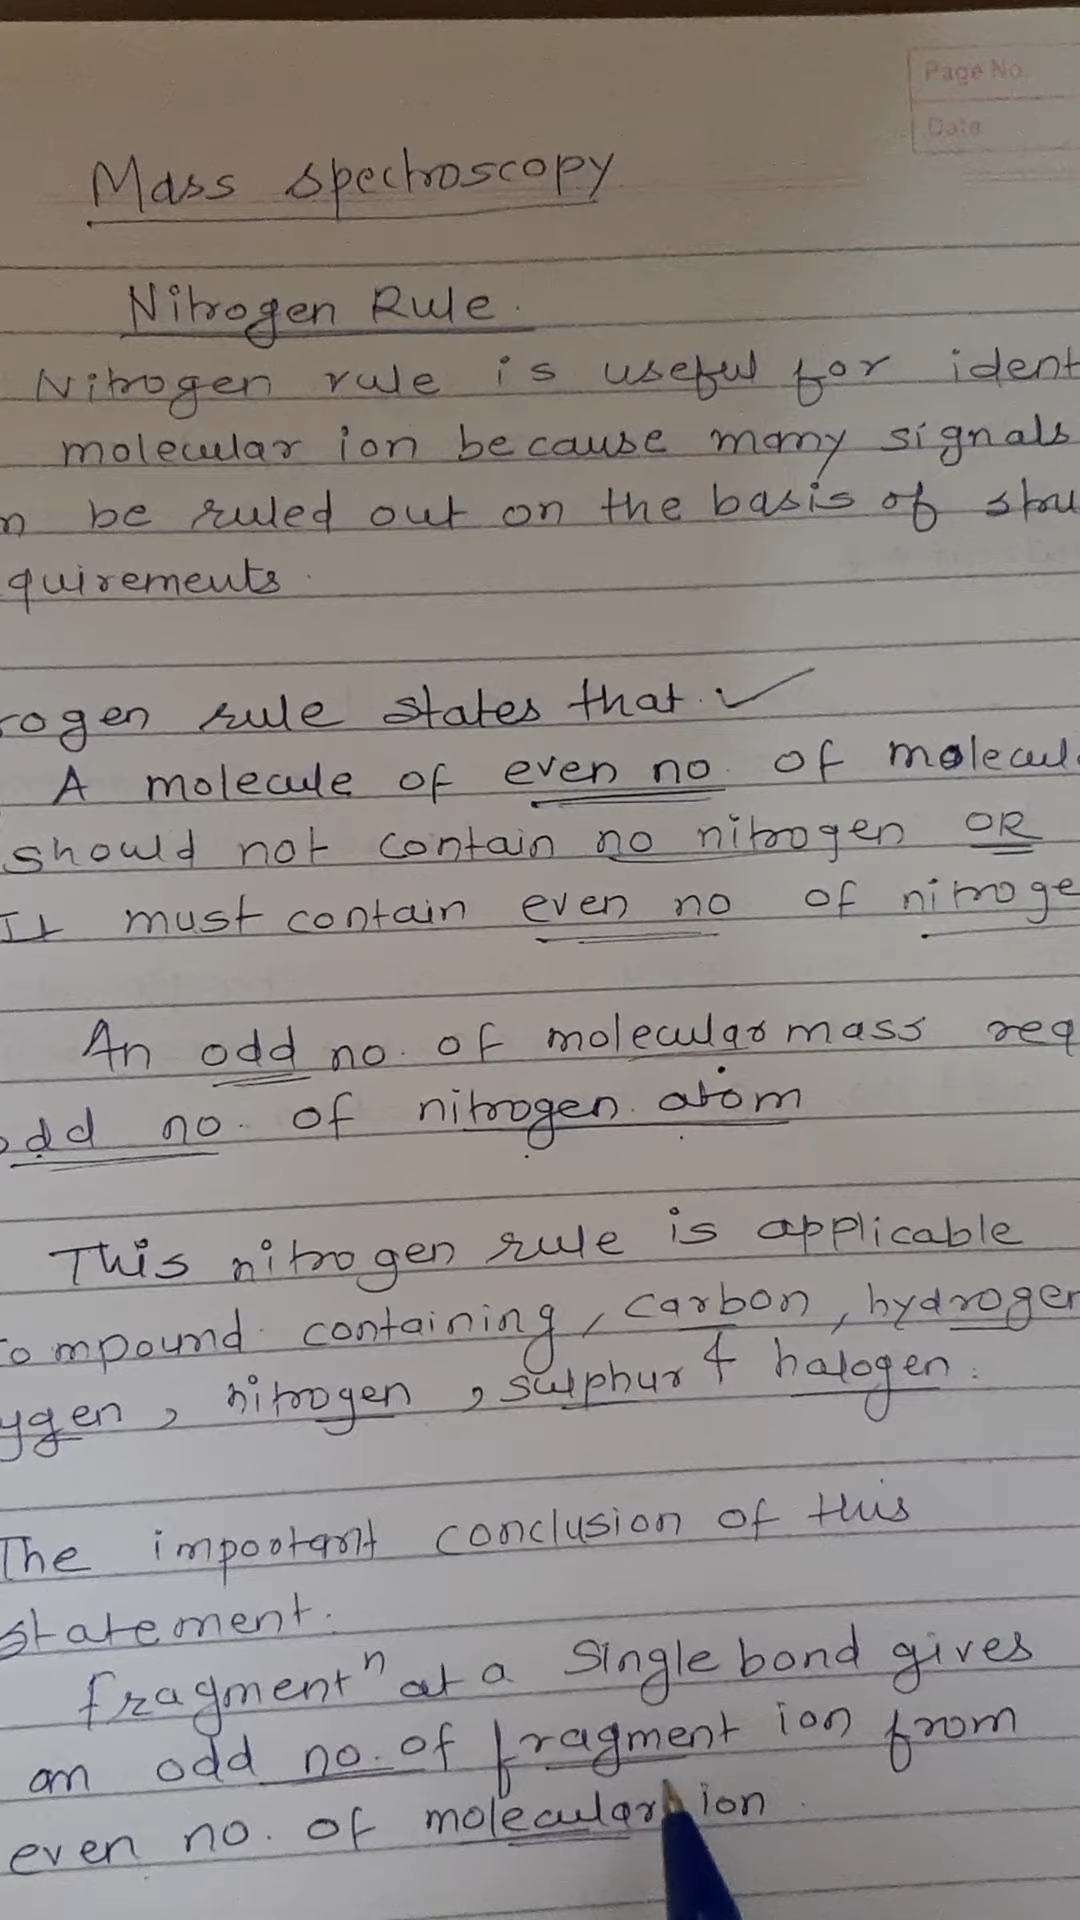 Page No.
Date
Mass spectroscopy
Nitrogen Rule.
Nitrogen rule is useful for ident
molecular ion because many signals
n be ruled out on the basis of stru
quirements.
rogen rule states that. ✓
A molecule of even no. of molecul
should not contain no nitrogen OR
It must contain even no of nitroge
An odd no. of molecular mass req
odd no. of nitrogen. atom
This nitrogen rule is applicable
compound containing, carbon, hydrogen
ygen, nitrogen, sulphur & halogen.
The important conclusion of this
statement.
fragmentⁿ at a single bond gives
an odd no. of fragment ion from
even no. of molecular ion.